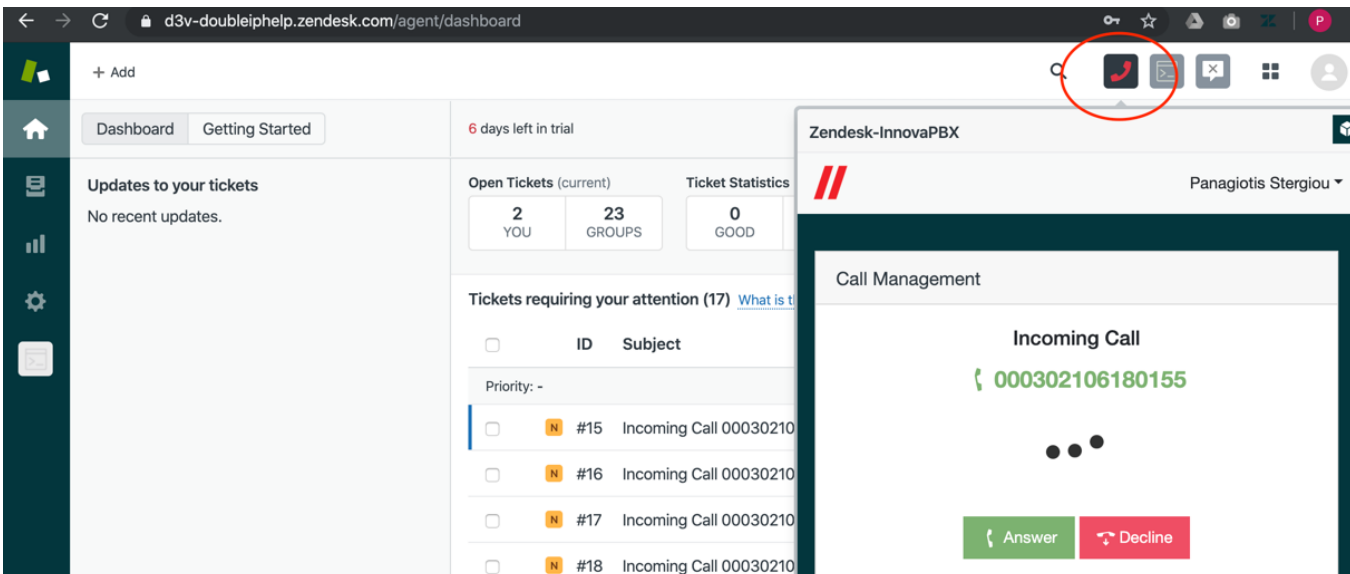 d3v-doubleiphelp.zendesk.com/agent/dashboard
P
+ Add
Dashboard Getting Started
6 days left in trial
Zendesk-InnovaPBX
Updates to your tickets
No recent updates.
Open Tickets (current) Ticket Statistics
2 23 0
YOU GROUPS GOOD
Panagiotis Stergiou
Call Management
Tickets requiring your attention (17) What is t
ID Subject
Priority: -
N #15 Incoming Call 00030210
N #16 Incoming Call 00030210
N #17 Incoming Call 00030210
N #18 Incoming Call 00030210
Incoming Call
000302106180155
Answer Decline